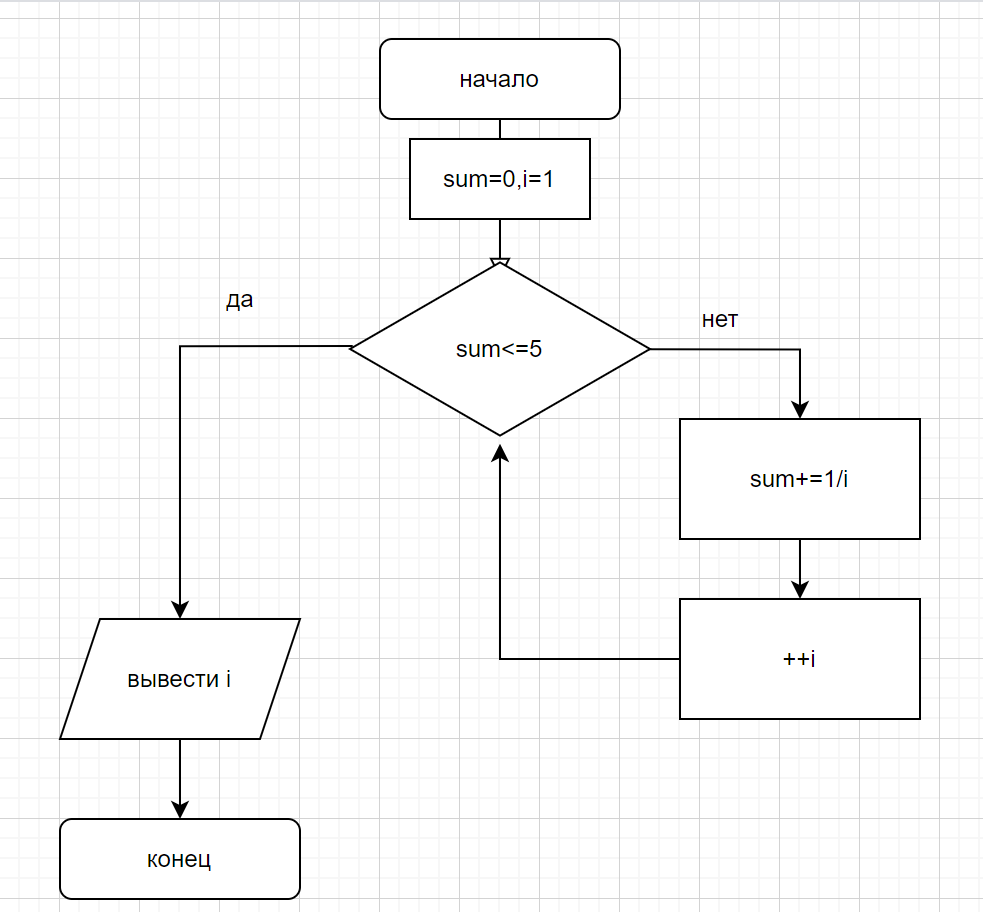 начало
sum=0,i=1
да
нет
sum<=5
sum+=1/i
++i
вывести i
конец